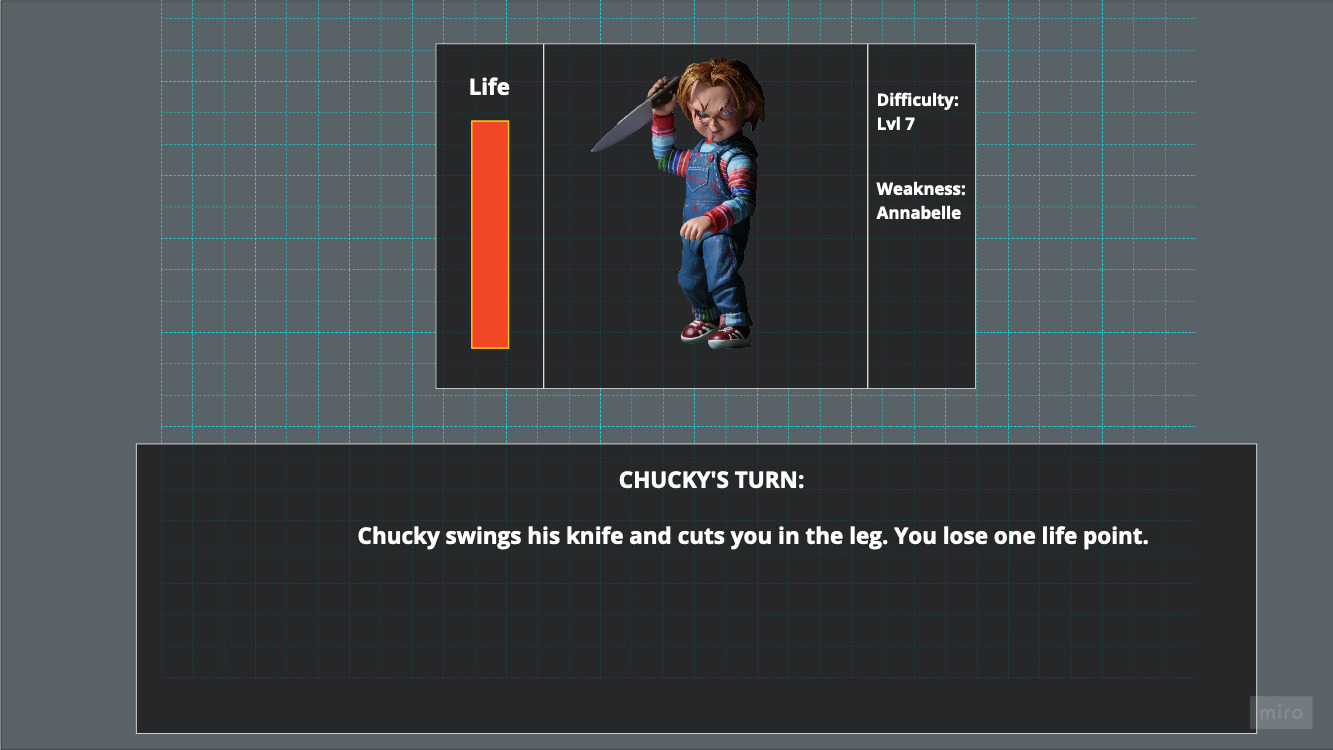 Life
Difficulty:
Lvl 7
Weakness:
Annabelle
CHUCKY'S TURN:
Chucky swings his knife and cuts you in the leg. You lose one life point.
miro